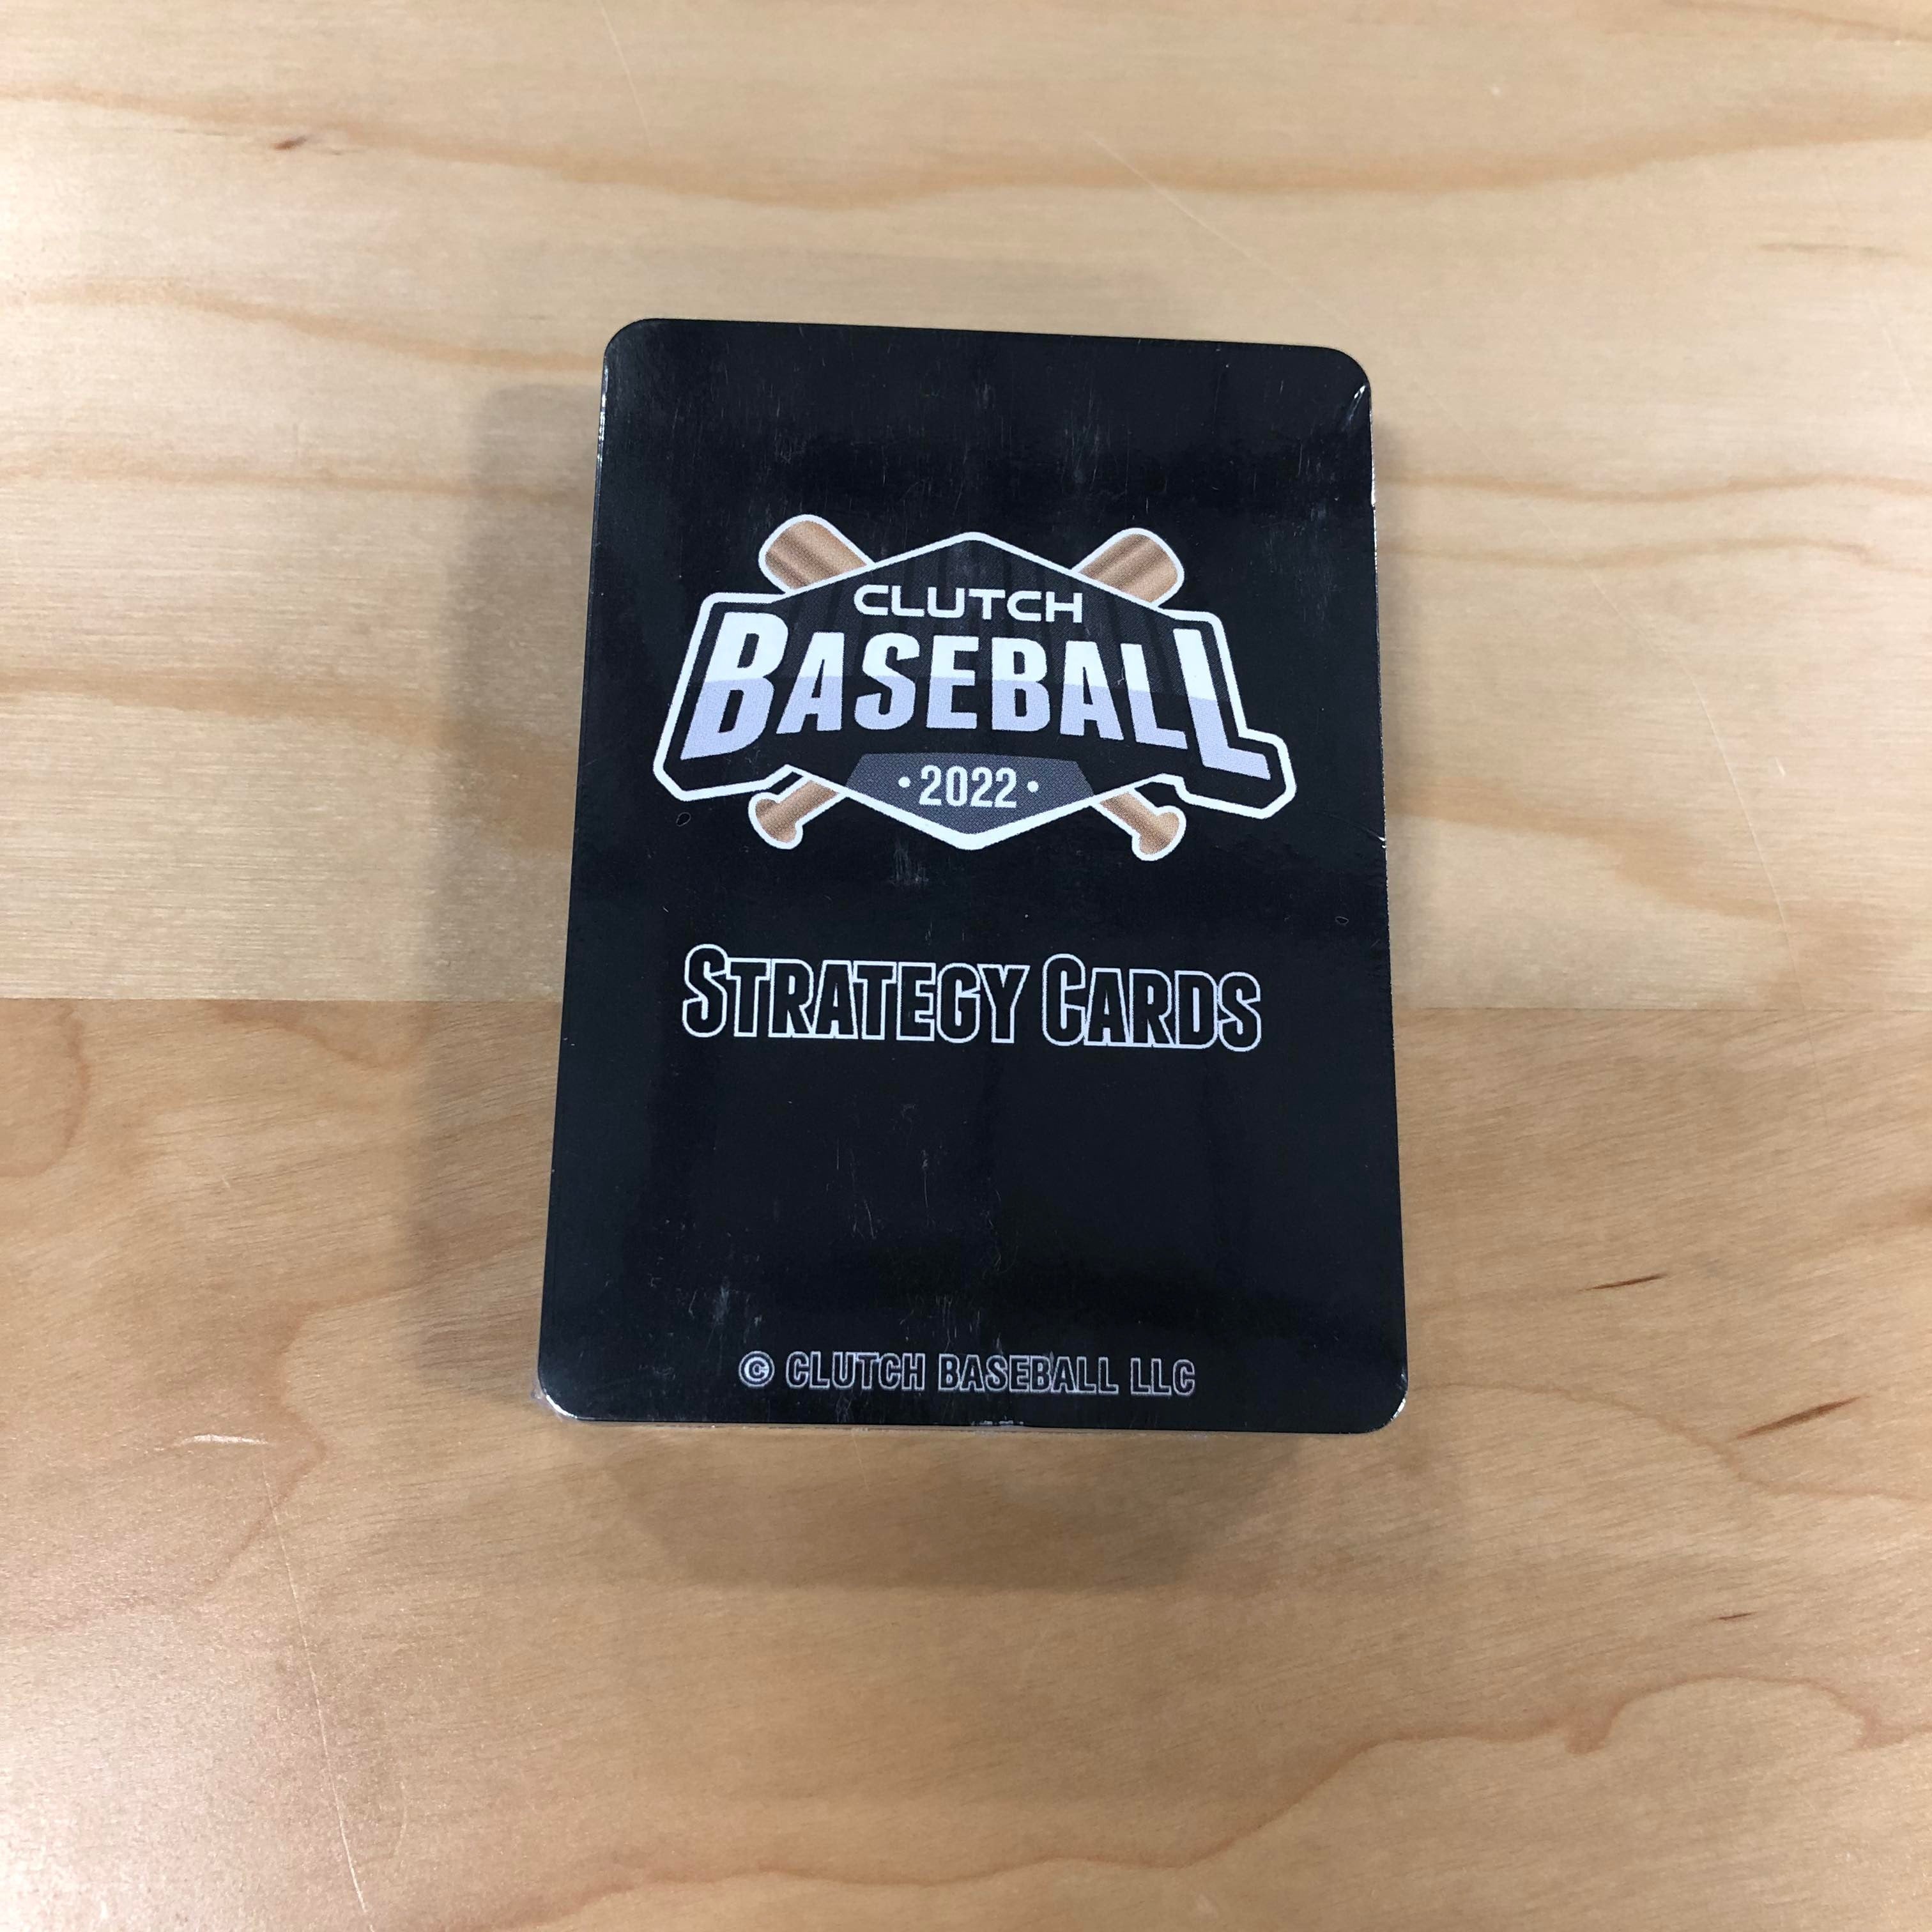 CLUTCH
BASEBALL
• 2022 •
STRATEGY CARDS
© CLUTCH BASEBALL LLC